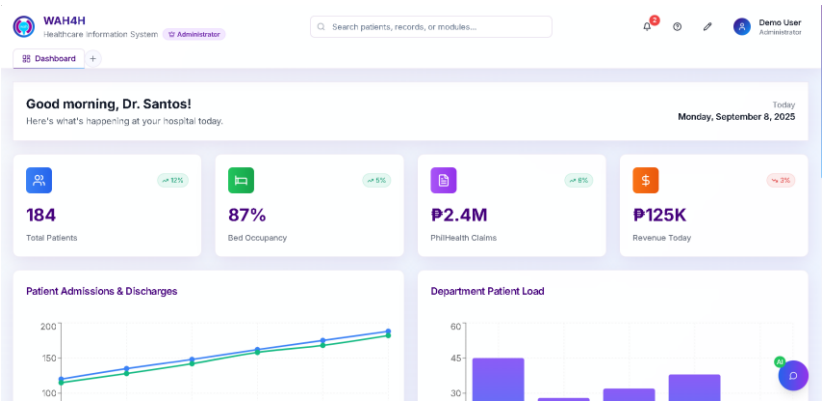 WAH4H
Healthcare Information System Administrator
Search patients, records, or modules...
2
Demo User
Administrator
Dashboard +
Good morning, Dr. Santos!
Here's what's happening at your hospital today.
Today
Monday, September 8, 2025
12%
184
Total Patients
5%
87%
Bed Occupancy
8%
₱2.4M
PhilHealth Claims
$
3%
₱125K
Revenue Today
Patient Admissions & Discharges
200
150
100
Department Patient Load
60
45
30
AI